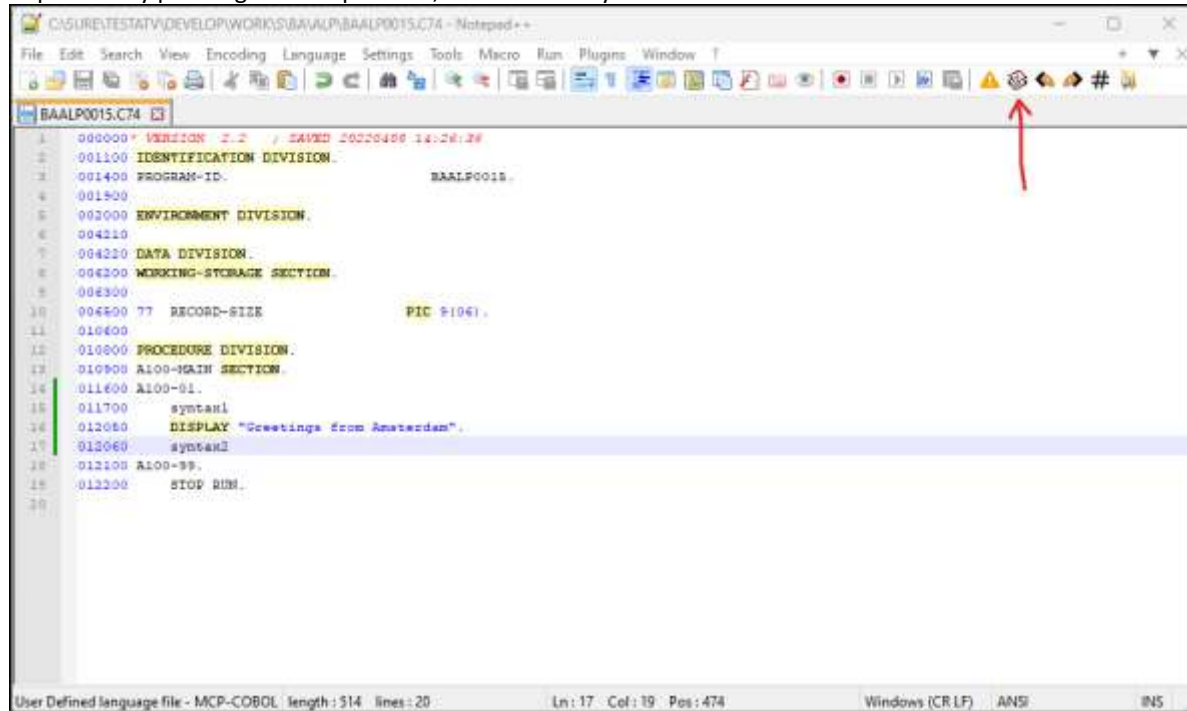 C:\SURE\TESTATV\DEVELOP\WORK\S\BA\ALP\BAALP0015.C74 - Notepad++
File Edit Search View Encoding Language Settings Tools Macro Run Plugins Window ?
BAALP0015.C74
1 000000* VERSION 2.2 / SAVED 20220408 14:26:36
2 001100 IDENTIFICATION DIVISION.
3 001400 PROGRAM-ID. BAALP0015.
4 001900
5 002000 ENVIRONMENT DIVISION.
6 004210
7 004220 DATA DIVISION.
8 006200 WORKING-STORAGE SECTION.
9 006300
10 006500 77 RECORD-SIZE PIC 9(06).
11 010600
12 010800 PROCEDURE DIVISION.
13 010900 A100-MAIN SECTION.
14 011600 A100-01.
15 011700 syntax1
16 012050 DISPLAY "Greetings from Amsterdam".
17 012060 syntax2
18 012100 A100-99.
19 012200 STOP RUN.
20
User Defined language file - MCP-COBOL length : 514 lines : 20 Ln : 17 Col : 19 Pos : 474 Windows (CR LF) ANSI INS